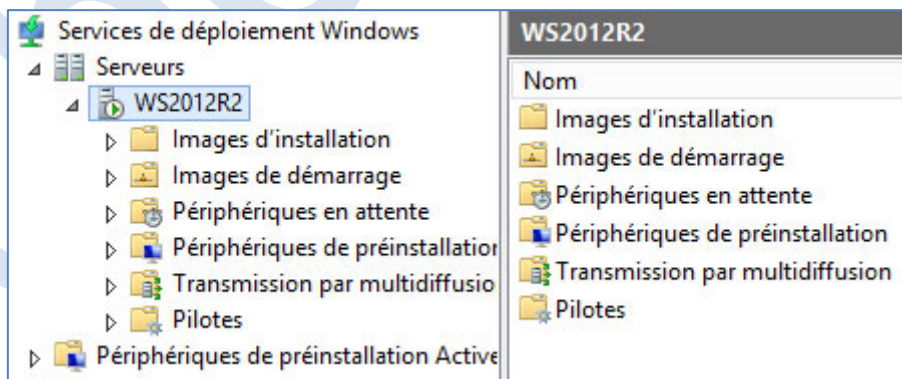 Services de déploiement Windows
Serveurs
WS2012R2
Images d'installation
Images de démarrage
Périphériques en attente
Périphériques de préinstallation
Transmission par multidiffusio
Pilotes
Périphériques de préinstallation Active
WS2012R2
Nom
Images d'installation
Images de démarrage
Périphériques en attente
Périphériques de préinstallation
Transmission par multidiffusion
Pilotes